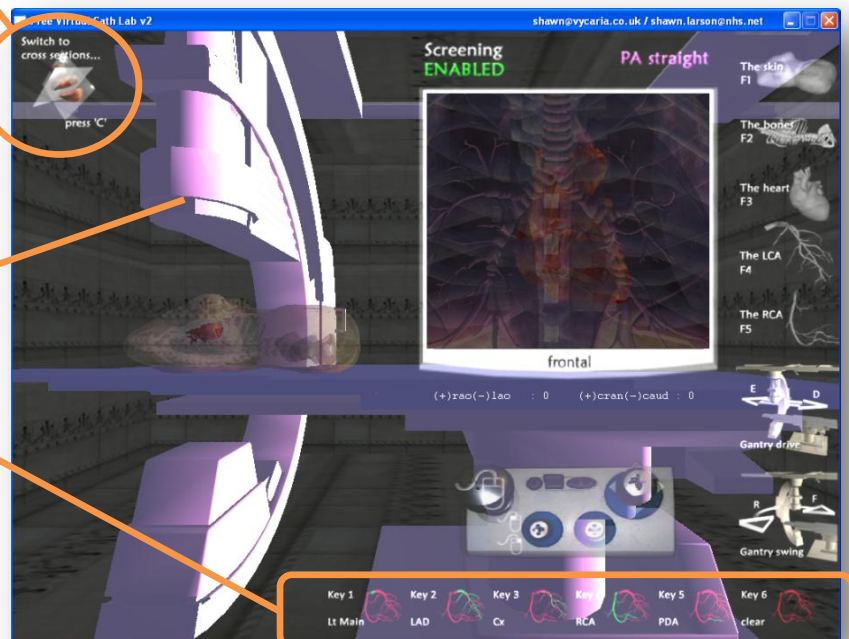 Free Virtual Cath Lab v2
shawn@vycaria.co.uk / shawn.larson@nhs.net
Switch to
cross sections...
press 'C'
Screening
ENABLED
PA straight
frontal
(+)rao(-)lao : 0 (+)cran(-)caud : 0
The skin
F1
The bones
F2
The heart
F3
The LCA
F4
The RCA
F5
E D
Gantry drive
R F
Gantry swing
Key 1 Key 2 Key 3 Key Key 5 Key 6
Lt Main LAD Cx RCA PDA clear